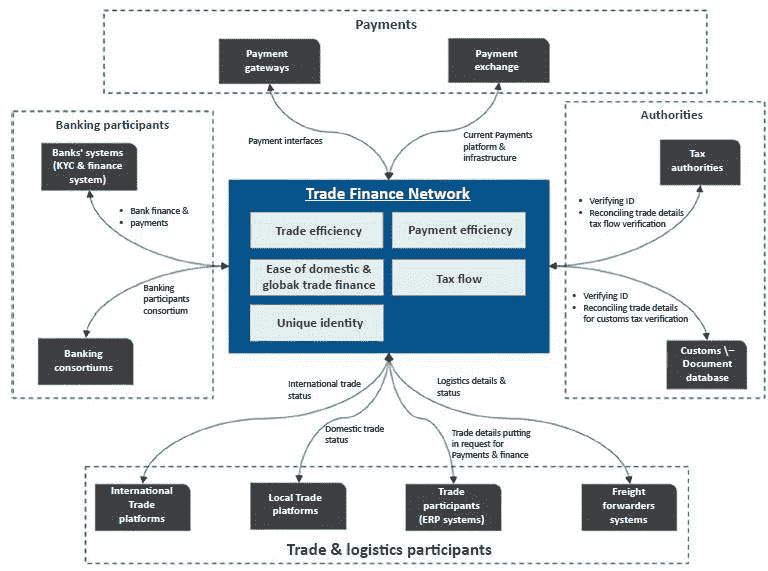 Payments
Payment
gateways
Payment
exchange
Payment interfaces
Current Payments
platform &
infrastructure
Banking participants
Banks' systems
(KYC & finance
system)
• Bank finance &
• payments
Banking
participants
consortium
Banking
consortiums
Trade Finance Network
Trade efficiency
Payment efficiency
Ease of domestic &
globak trade finance
Tax flow
Unique identity
Authorities
Tax
authorities
• Verifying ID
• Reconciling trade details
tax flow verification
• Verifying ID
• Reconciling trade details
for customs tax verification
Customs \–
Document
database
International trade
status
Logistics details &
status
Domestic trade
status
Trade details putting
in request for
Payments & finance
International
Trade
platforms
Local Trade
platforms
Trade
participants
(ERP systems)
Freight
forwarders
systems
Trade & logistics participants